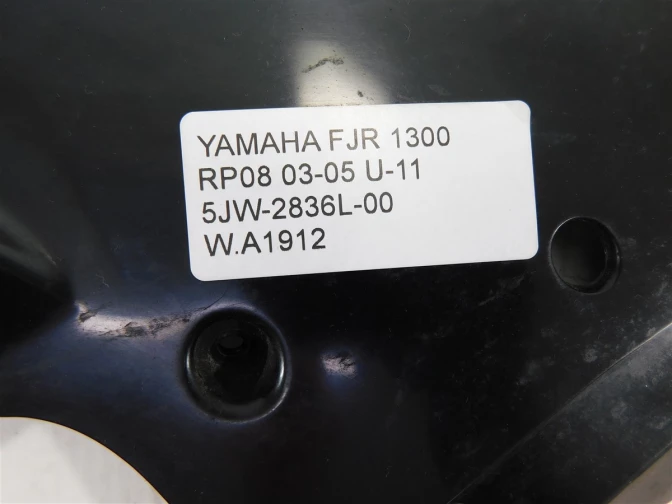 YAMAHA FJR 1300
RP08 03-05 U-11
5JW-2836L-00
W.A1912